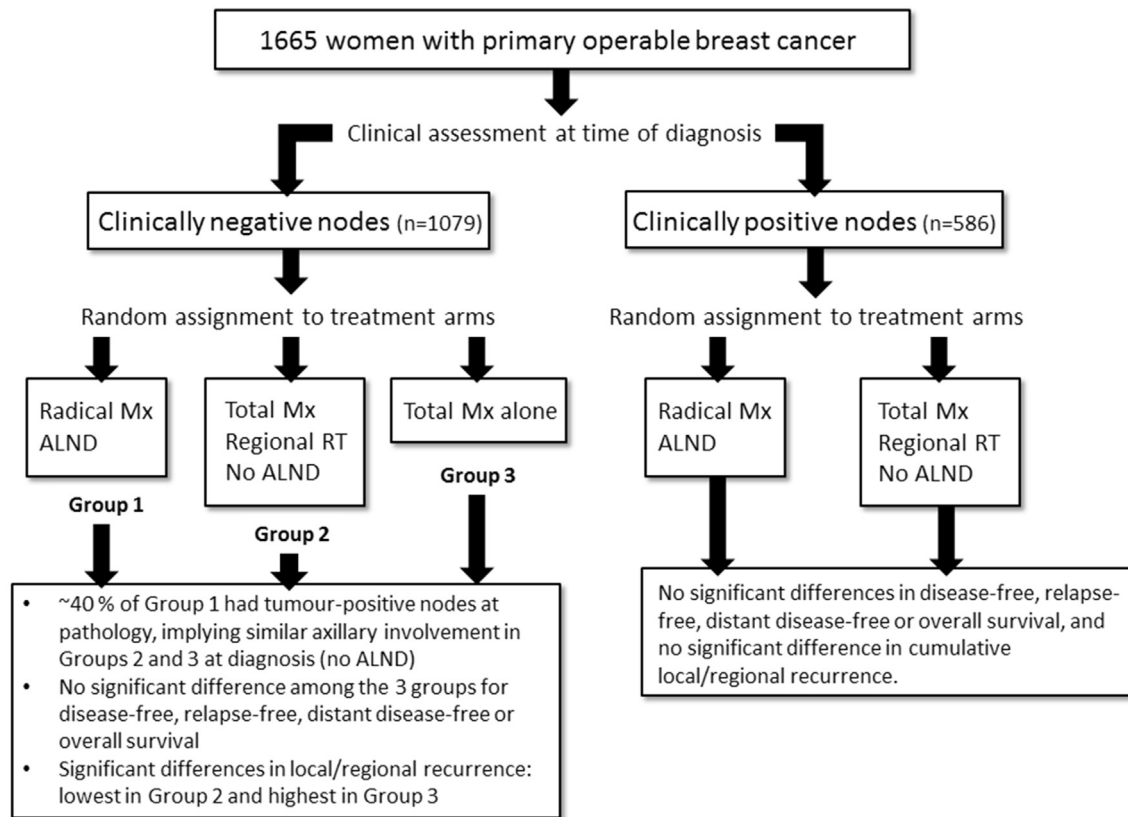 1665 women with primary operable breast cancer
Clinical assessment at time of diagnosis
Clinically negative nodes (n=1079)
Clinically positive nodes (n=586)
Random assignment to treatment arms
Random assignment to treatment arms
Radical Mx
ALND
Group 1
Total Mx
Regional RT
No ALND
Group 2
Total Mx alone
Group 3
Radical Mx
ALND
Total Mx
Regional RT
No ALND
• ~40 % of Group 1 had tumour-positive nodes at
pathology, implying similar axillary involvement in
Groups 2 and 3 at diagnosis (no ALND)
• No significant difference among the 3 groups for
disease-free, relapse-free, distant disease-free or
overall survival
• Significant differences in local/regional recurrence:
lowest in Group 2 and highest in Group 3
No significant differences in disease-free, relapse-
free, distant disease-free or overall survival, and
no significant difference in cumulative
local/regional recurrence.